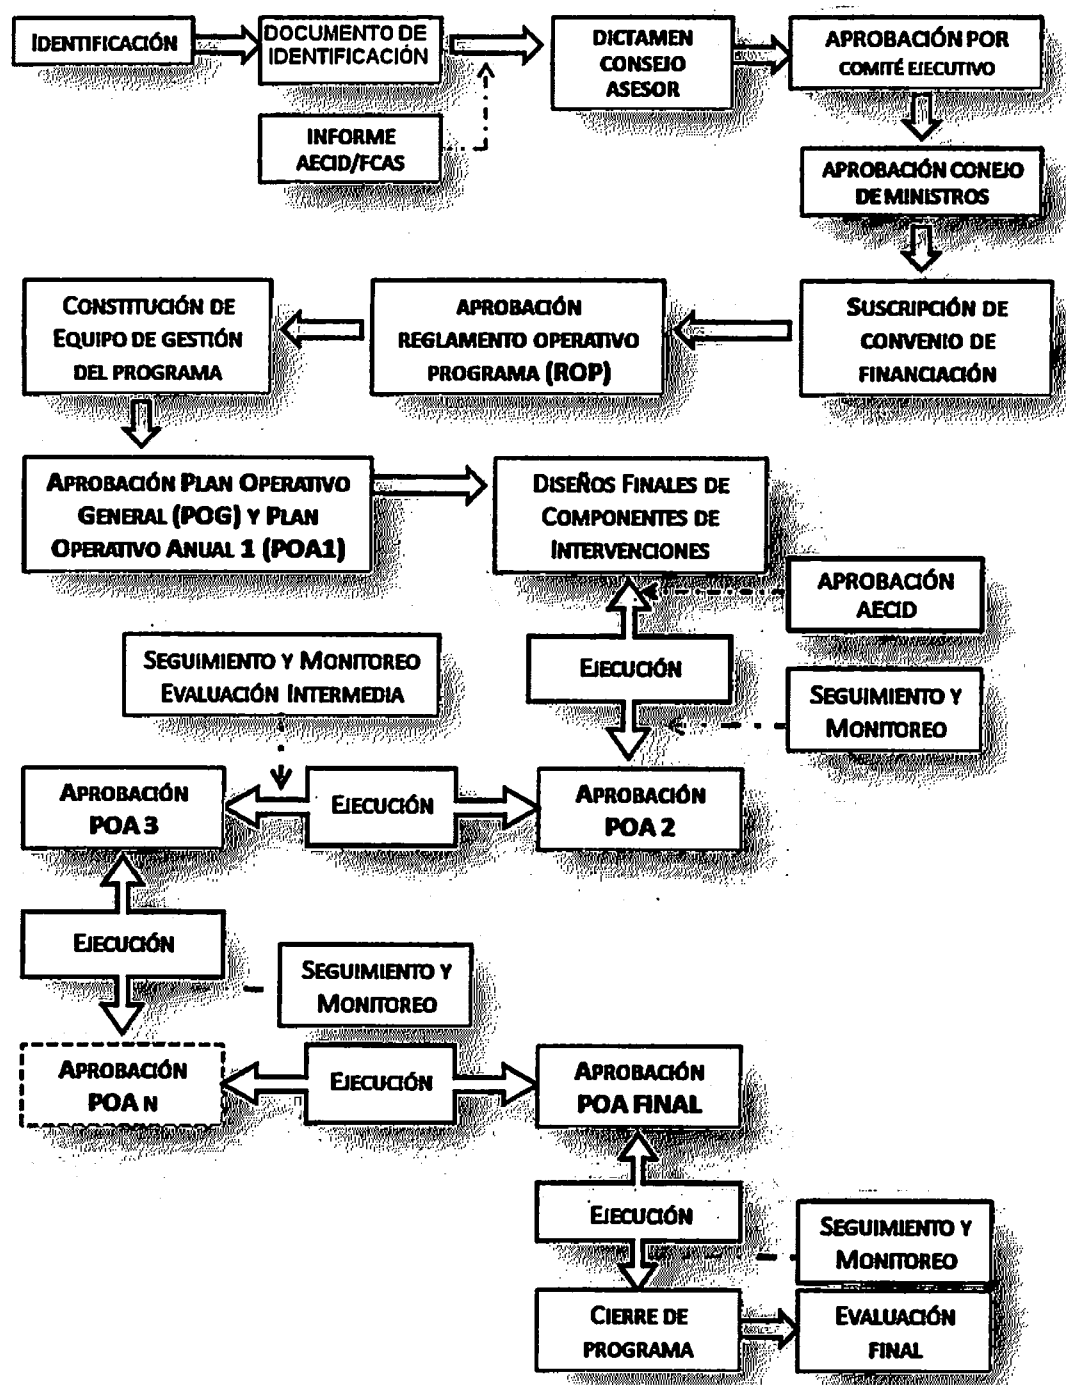 IDENTIFICACIÓN
DOCUMENTO DE
IDENTIFICACIÓN
DICTAMEN
CONSEJO
ASESOR
APROBACIÓN POR
COMITÉ EJECUTIVO
INFORME
AECID/FCAS
APROBACIÓN CONEJO
DE MINISTROS
CONSTITUCIÓN DE
EQUIPO DE GESTIÓN
DEL PROGRAMA
APROBACIÓN
REGLAMENTO OPERATIVO
PROGRAMA (ROP)
SUSCRIPCIÓN DE
CONVENIO DE
FINANCIACIÓN
APROBACIÓN PLAN OPERATIVO
GENERAL (POG) Y PLAN
OPERATIVO ANUAL 1 (POA1)
DISEÑOS FINALES DE
COMPONENTES DE
INTERVENCIONES
APROBACIÓN
AECID
SEGUIMIENTO Y MONITOREO
EVALUACIÓN INTERMEDIA
EJECUCIÓN
SEGUIMIENTO Y
MONITOREO
APROBACIÓN
POA 3
EJECUCIÓN
APROBACIÓN
POA 2
EJECUCIÓN
SEGUIMIENTO Y
MONITOREO
APROBACIÓN
POA N
EJECUCIÓN
APROBACIÓN
POA FINAL
EJECUCIÓN
SEGUIMIENTO Y
MONITOREO
CIERRE DE
PROGRAMA
EVALUACIÓN
FINAL